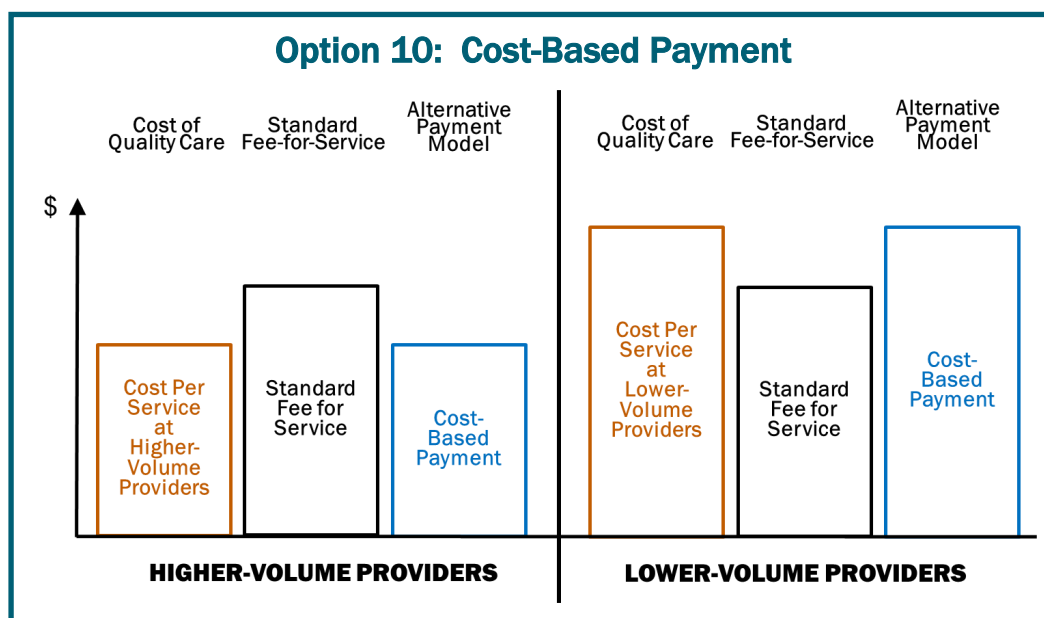 Option 10: Cost-Based Payment
Cost of
Quality Care
Standard
Fee-for-Service
Alternative
Payment
Model
Cost of
Quality Care
Standard
Fee-for-Service
Alternative
Payment
Model
$
Cost Per
Service
at
Higher-
Volume
Providers
Standard
Fee for
Service
Cost-
Based
Payment
Cost Per
Service
at
Lower-
Volume
Providers
Standard
Fee for
Service
Cost-
Based
Payment
HIGHER-VOLUME PROVIDERS
LOWER-VOLUME PROVIDERS